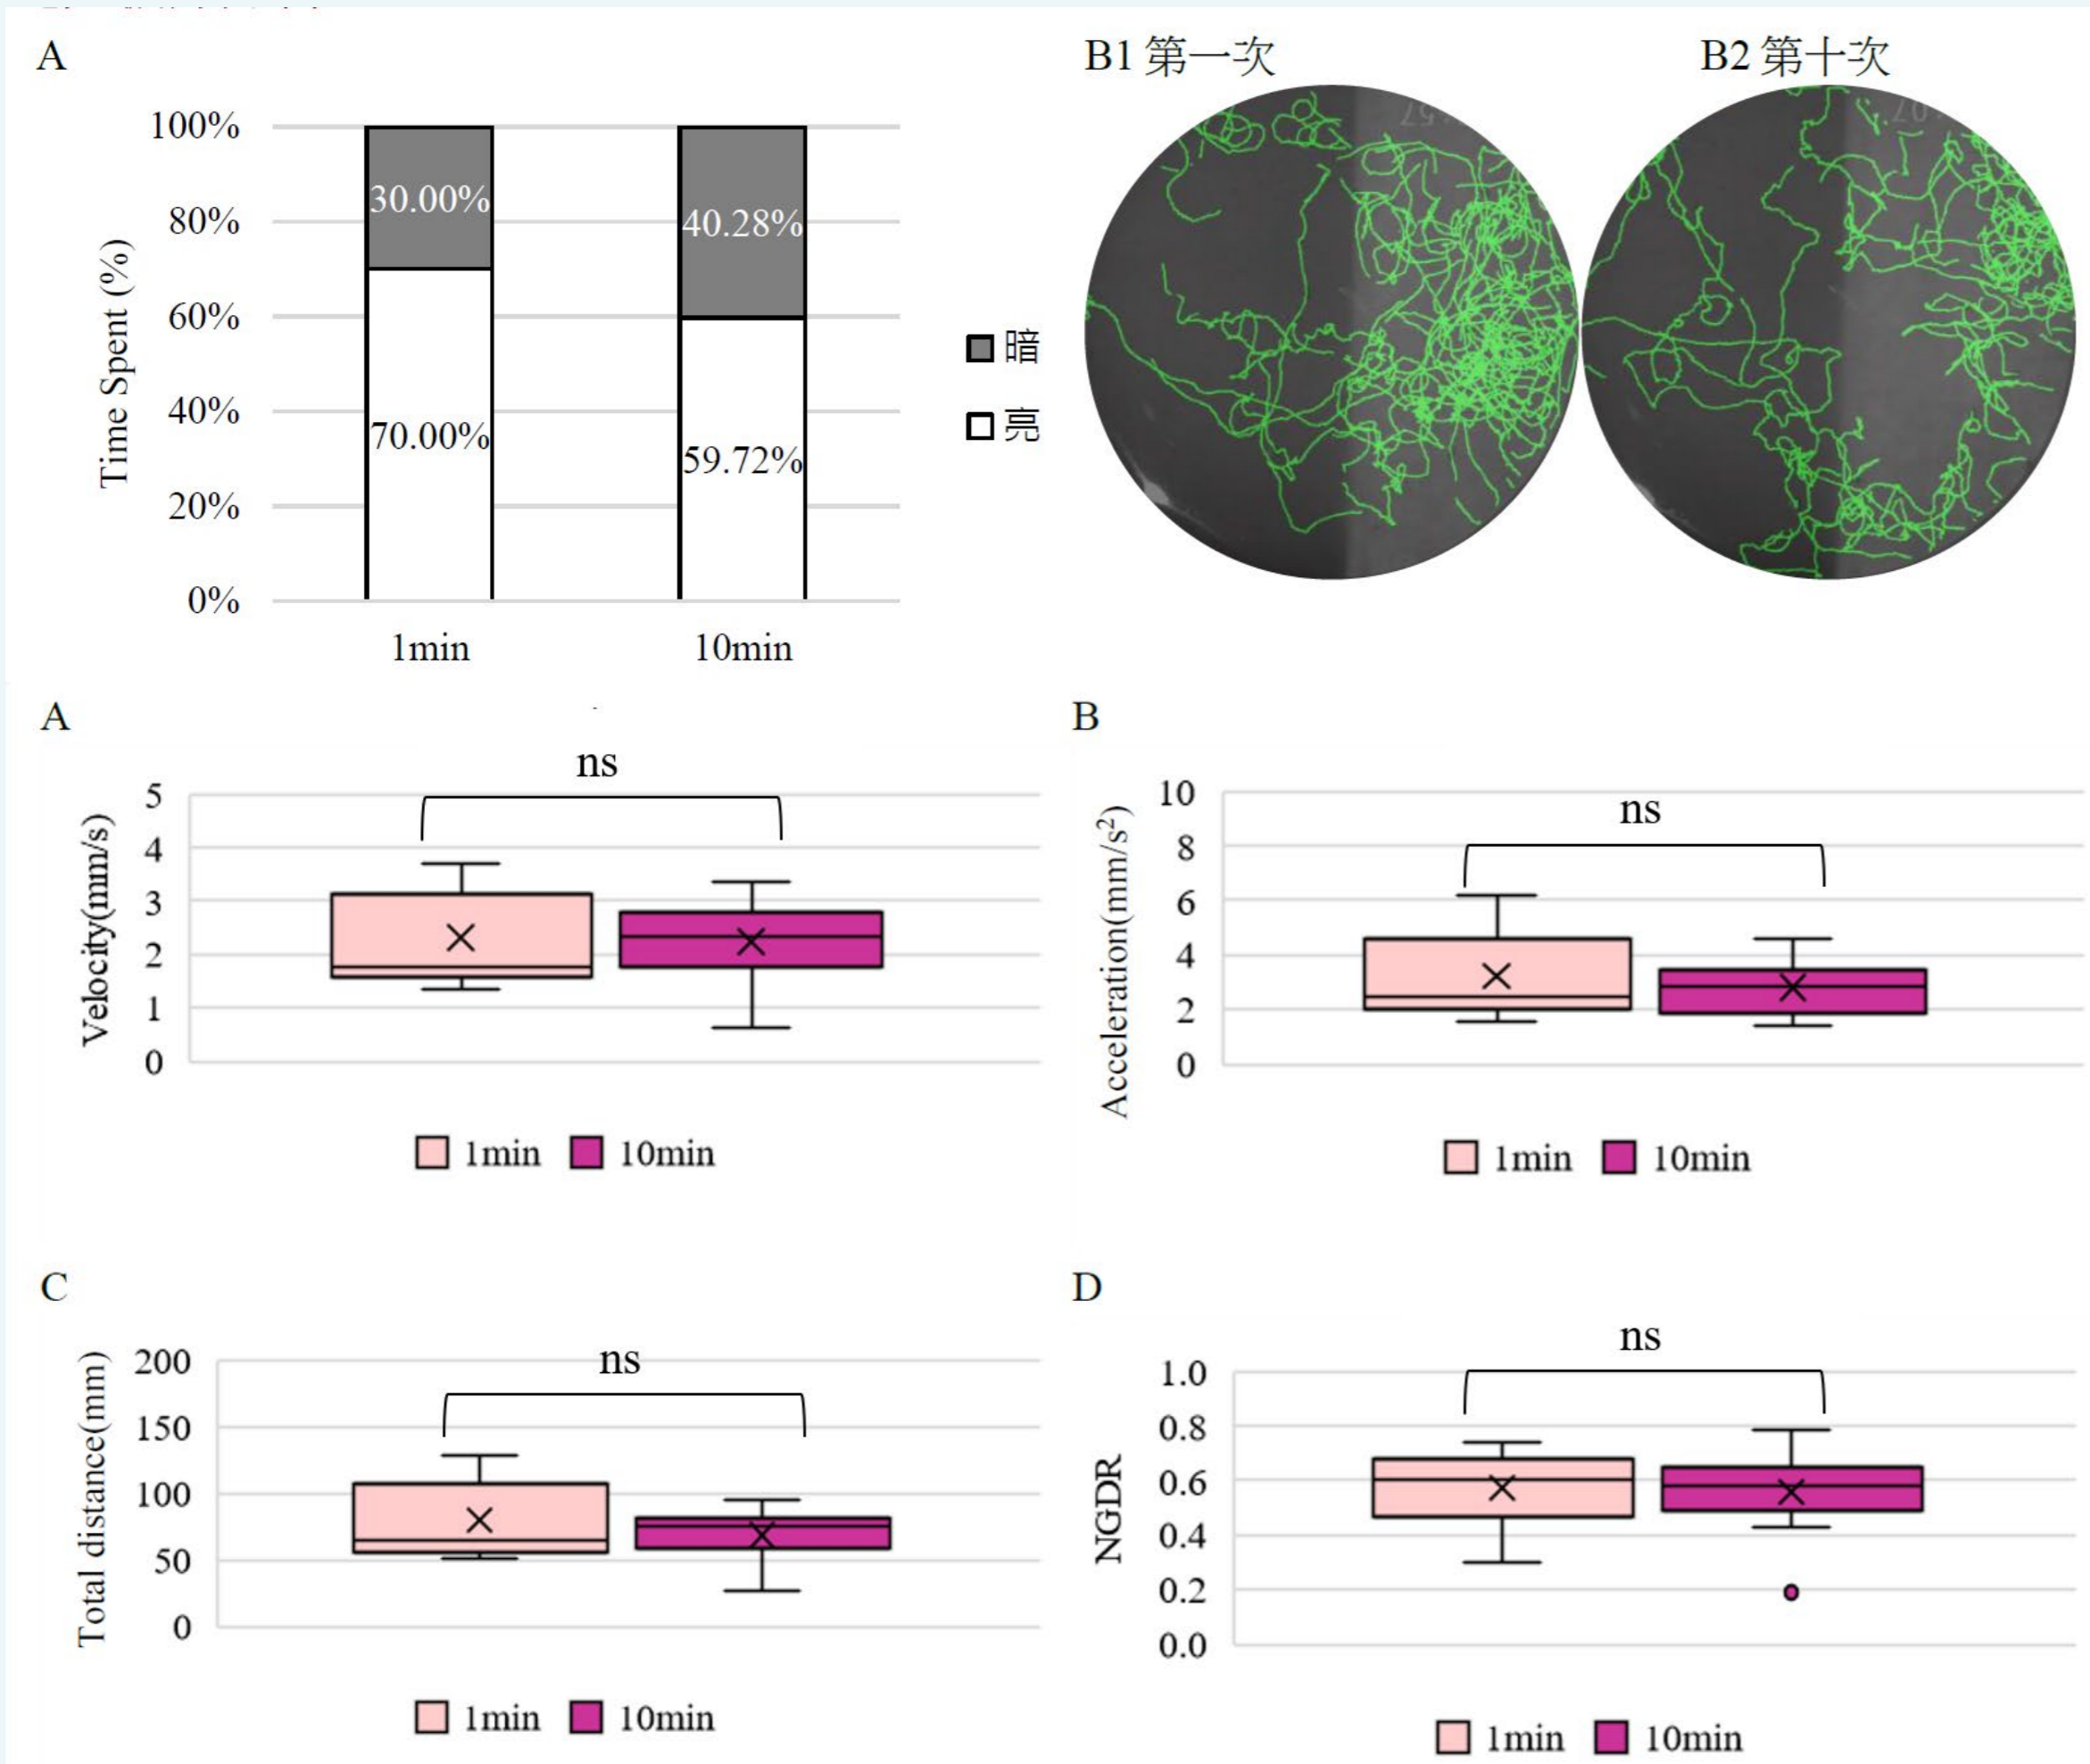 A
100%
80%
60%
40%
20%
0%
Time Spent (%)
30.00%
70.00%
40.28%
59.72%
1min
10min
暗
亮
B1 第一次
B2 第十次
A
ns
Velocity(mm/s)
5
4
3
2
1
0
1min 10min
B
ns
Acceleration(mm/s²)
10
8
6
4
2
0
1min 10min
C
ns
Total distance(mm)
200
150
100
50
0
1min 10min
D
ns
NGDR
1.0
0.8
0.6
0.4
0.2
0.0
1min 10min